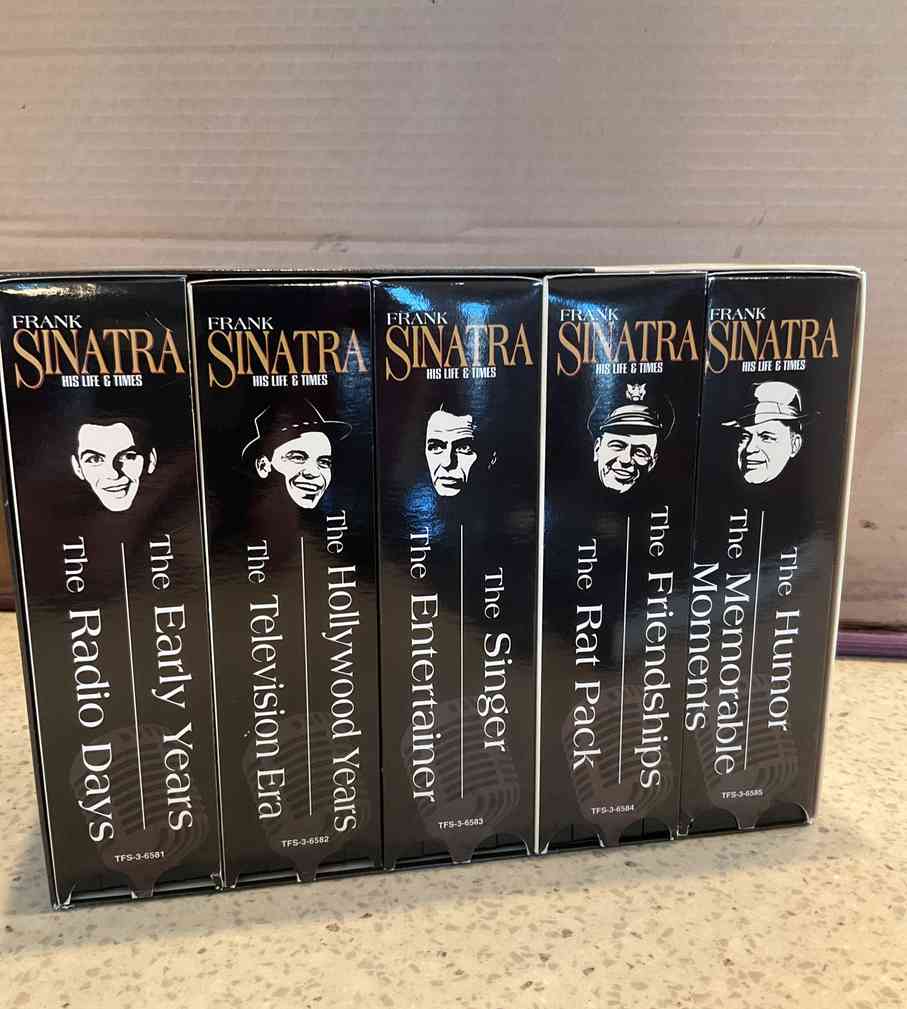 FRANK
SINATRA
HIS LIFE & TIMES
The Early Years
The Radio Days
TFS-3-6581
FRANK
SINATRA
HIS LIFE & TIMES
The Hollywood Years
The Television Era
TFS-3-6582
FRANK
SINATRA
HIS LIFE & TIMES
The Singer
The Entertainer
TFS-3-6583
FRANK
SINATRA
HIS LIFE & TIMES
The Friendships
The Rat Pack
TFS-3-6584
FRANK
SINATRA
HIS LIFE & TIMES
The Humor
The Memorable
Moments
TFS-3-6585